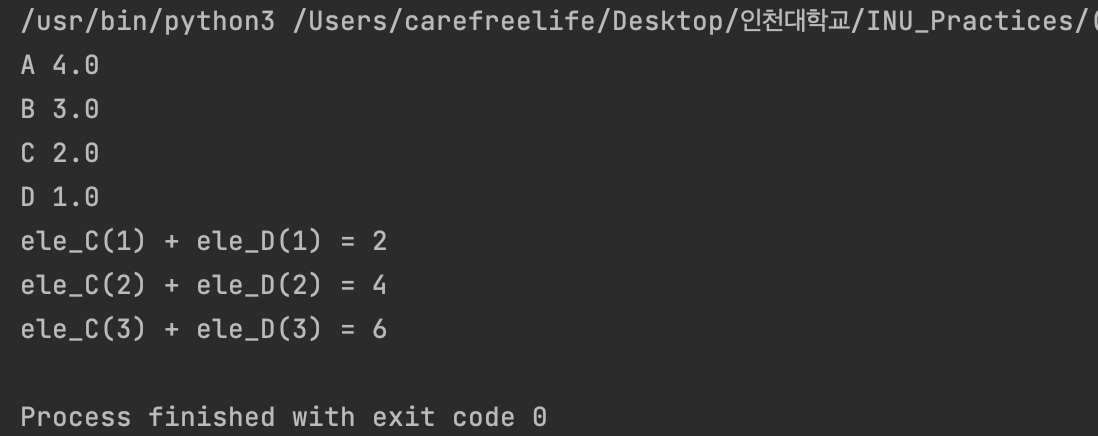 /usr/bin/python3 /Users/carefreelife/Desktop/인천대학교/INU_Practices/(
A 4.0
B 3.0
C 2.0
D 1.0
ele_C(1) + ele_D(1) = 2
ele_C(2) + ele_D(2) = 4
ele_C(3) + ele_D(3) = 6
Process finished with exit code 0